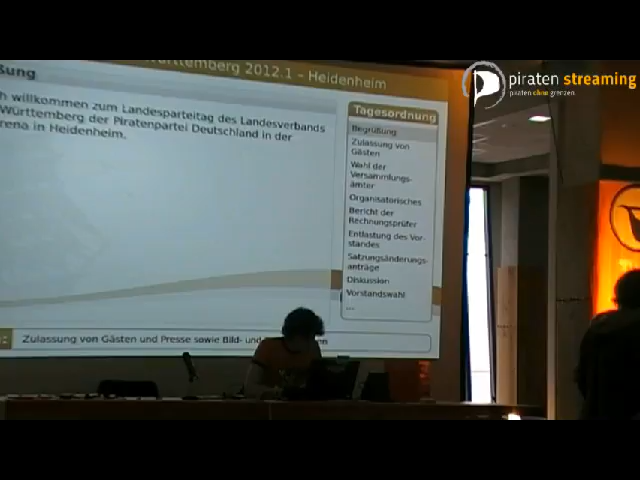 piraten streaming
piraten ohne grenzen.
Württemberg 2012.1 – Heidenheim
willkommen zum Landesparteitag des Landesverbands
Württemberg der Piratenpartei Deutschland in der
in Heidenheim.
Tagesordnung
Begrüßung
Zulassung von
Gästen
Wahl der
Versammlungs-
ämter
Organisatorisches
Bericht der
Rechnungsprüfer
Entlastung des Vor-
standes
Satzungsänderungs-
anträge
Diskussion
Vorstandswahl
...
Zulassung von Gästen und Presse sowie Bild- und